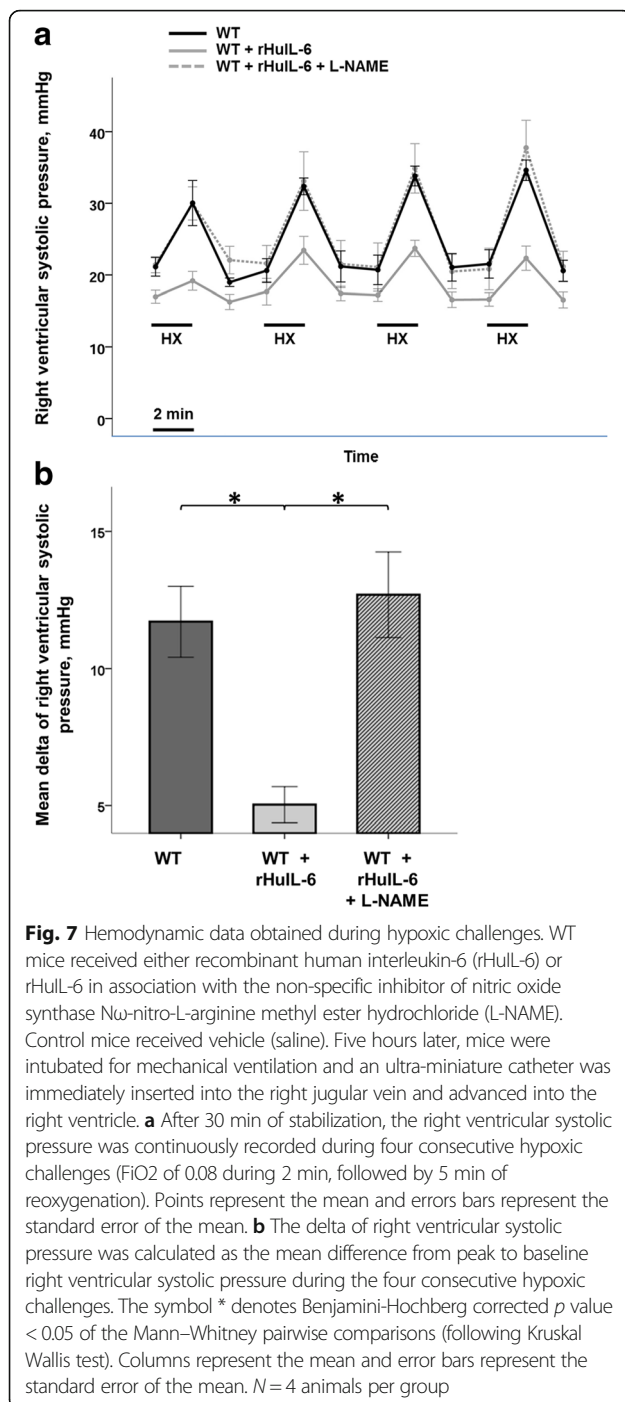 a
WT
WT + rHuIL-6
WT + rHuIL-6 + L-NAME
Right ventricular systolic pressure, mmHg
40
30
20
10
0
HX HX HX HX
2 min
Time
b
* *
Mean delta of right ventricular systolic
pressure, mmHg
15
10
5
WT
WT +
rHuIL-6
WT +
rHuIL-6
+ L-NAME
Fig. 7 Hemodynamic data obtained during hypoxic challenges. WT
mice received either recombinant human interleukin-6 (rHuIL-6) or
rHuIL-6 in association with the non-specific inhibitor of nitric oxide
synthase Nω-nitro-L-arginine methyl ester hydrochloride (L-NAME).
Control mice received vehicle (saline). Five hours later, mice were
intubated for mechanical ventilation and an ultra-miniature catheter was
immediately inserted into the right jugular vein and advanced into the
right ventricle. a After 30 min of stabilization, the right ventricular systolic
pressure was continuously recorded during four consecutive hypoxic
challenges (FiO2 of 0.08 during 2 min, followed by 5 min of
reoxygenation). Points represent the mean and errors bars represent the
standard error of the mean. b The delta of right ventricular systolic
pressure was calculated as the mean difference from peak to baseline
right ventricular systolic pressure during the four consecutive hypoxic
challenges. The symbol * denotes Benjamini-Hochberg corrected p value
< 0.05 of the Mann–Whitney pairwise comparisons (following Kruskal
Wallis test). Columns represent the mean and error bars represent the
standard error of the mean. N = 4 animals per group